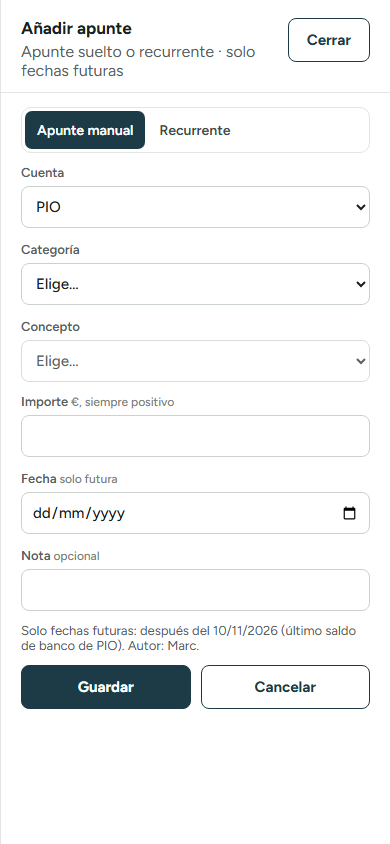 Añadir apunte
Apunte suelto o recurrente · solo
fechas futuras
Cerrar
Apunte manual
Recurrente
Cuenta
PIO
Categoría
Elige...
Concepto
Elige...
Importe €, siempre positivo
Fecha solo futura
dd/mm/yyyy
Nota opcional
Solo fechas futuras: después del 10/11/2026 (último saldo
de banco de PIO). Autor: Marc.
Guardar
Cancelar